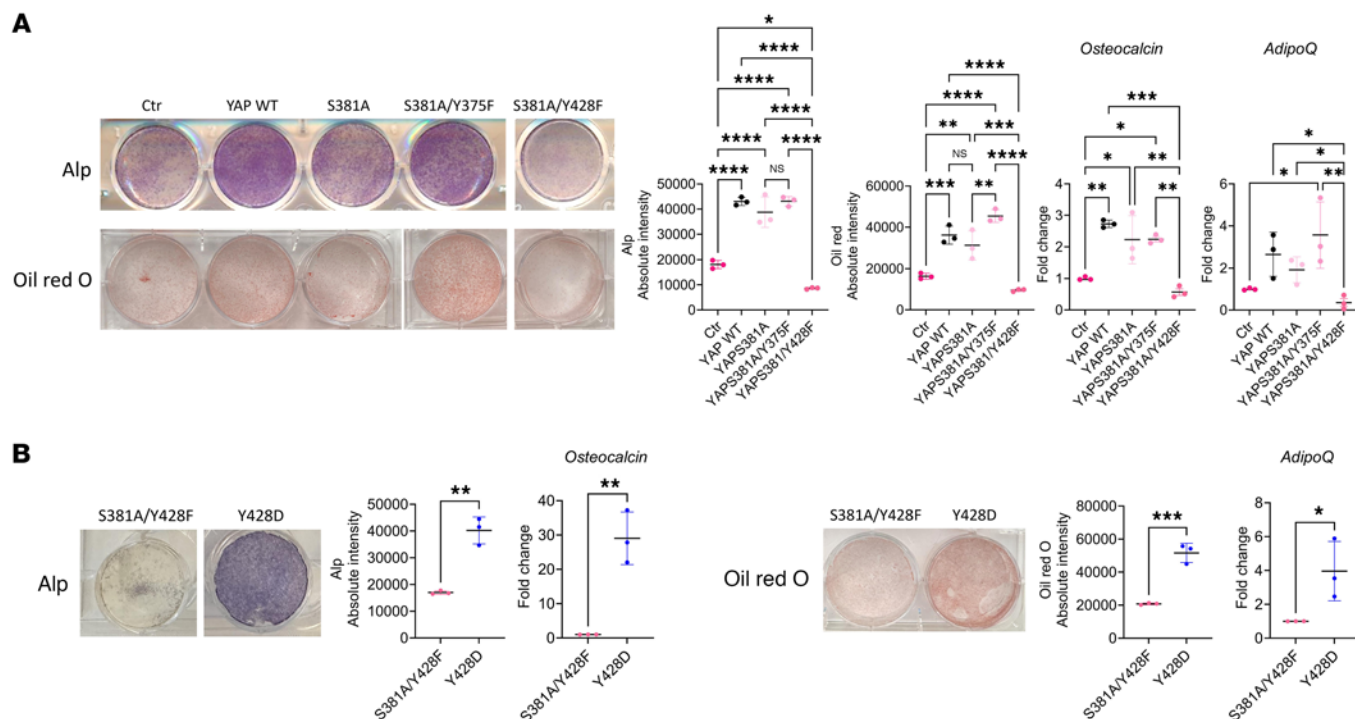 A
Ctr
YAP WT
S381A
S381A/Y375F
S381A/Y428F
Alp
Oil red O
*
****
****
****
****
****
****
NS
Alp
Absolute intensity
50000
40000
30000
20000
10000
0
Ctr
YAP WT
YAPS381A
YAPS381A/Y375F
YAPS381/Y428F
****
****
**
***
NS
****
***
**
Oil red
Absolute intensity
60000
40000
20000
0
Ctr
YAP WT
YAPS381A
YAPS381A/Y375F
YAPS381/Y428F
Osteocalcin
***
*
*
**
**
**
Fold change
4
3
2
1
0
Ctr
YAP WT
YAPS381A
YAPS381A/Y375F
YAPS381A/Y428F
AdipoQ
*
*
*
**
Fold change
6
4
2
0
Ctr
YAP WT
YAPS381A
YAPS381A/Y375F
YAPS381A/Y428F
B
S381A/Y428F
Y428D
Alp
**
Alp
Absolute intensity
50000
40000
30000
20000
10000
0
S381A/Y428F
Y428D
Osteocalcin
**
Fold change
40
30
20
10
0
S381A/Y428F
Y428D
S381A/Y428F
Y428D
Oil red O
***
Oil red O
Absolute intensity
80000
60000
40000
20000
0
S381A/Y428F
Y428D
AdipoQ
*
Fold change
8
6
4
2
0
S381A/Y428F
Y428D